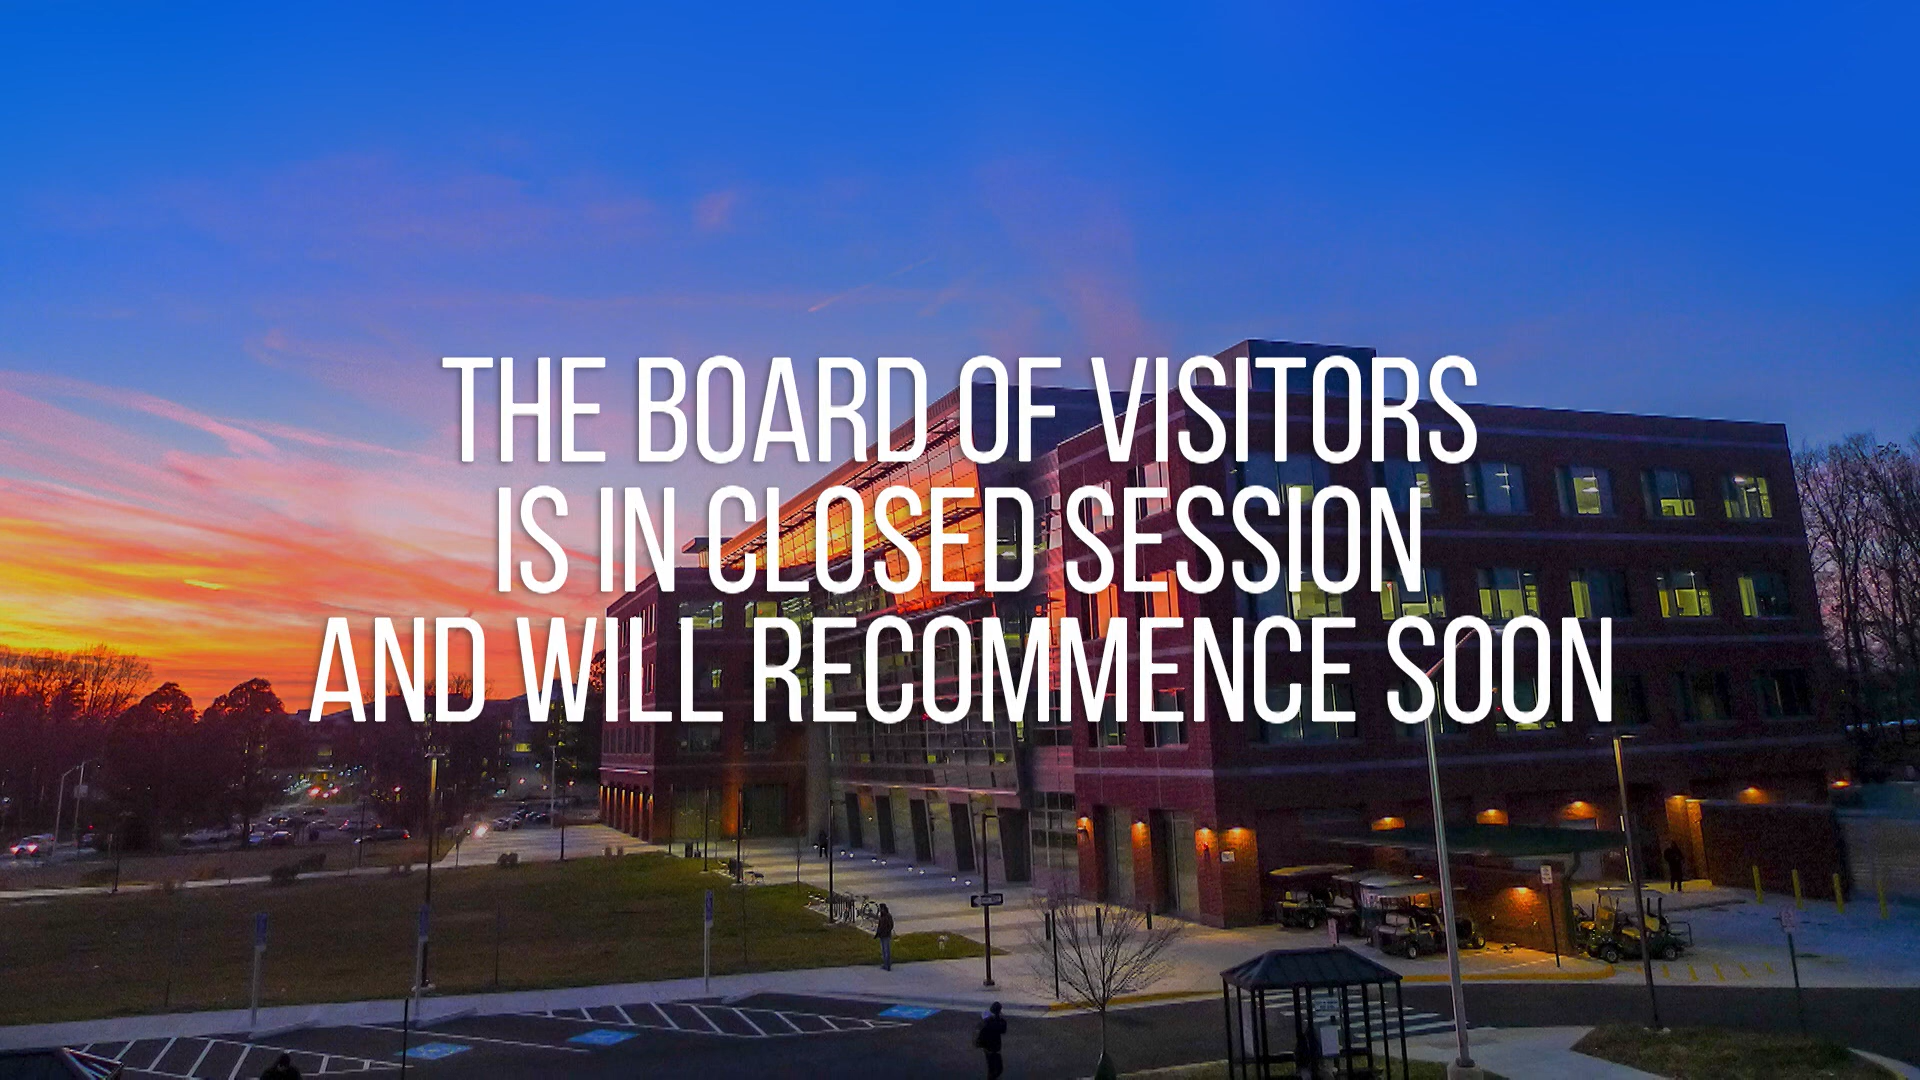 THE BOARD OF VISITORS
IS IN CLOSED SESSION
AND WILL RECOMMENCE SOON